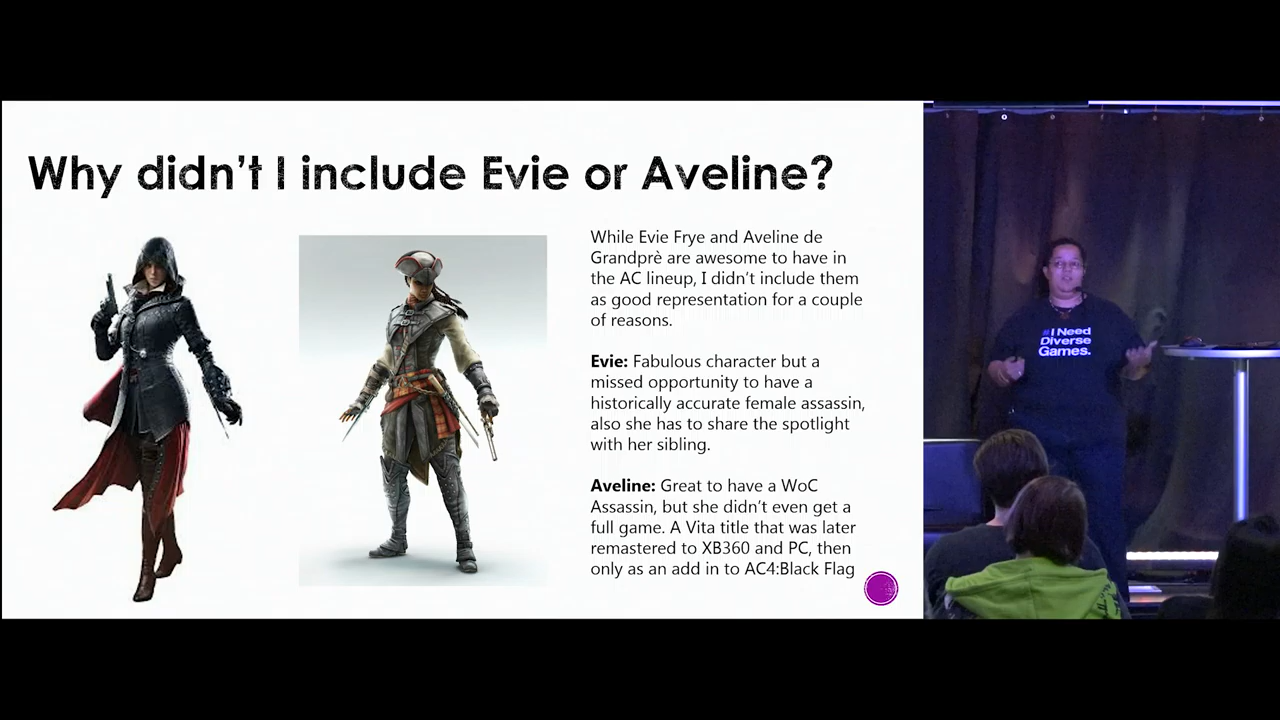 Why didn't I include Evie or Aveline?
While Evie Frye and Aveline de
Grandprè are awesome to have in
the AC lineup, I didn't include them
as good representation for a couple
of reasons.
Evie: Fabulous character but a
missed opportunity to have a
historically accurate female assassin,
also she has to share the spotlight
with her sibling.
Aveline: Great to have a WoC
Assassin, but she didn't even get a
full game. A Vita title that was later
remastered to XB360 and PC, then
only as an add in to AC4:Black Flag
#I Need
Diverse
Games.